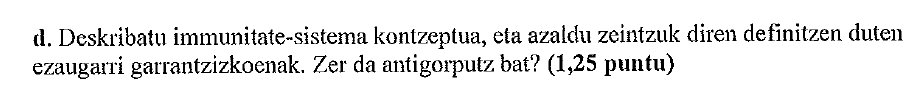 d. Deskribatu immunitate-sistema kontzeptua, eta azaldu zeintzuk diren definitzen duten
ezaugarri garrantzizkoenak. Zer da antigorputz bat? (1,25 puntu)